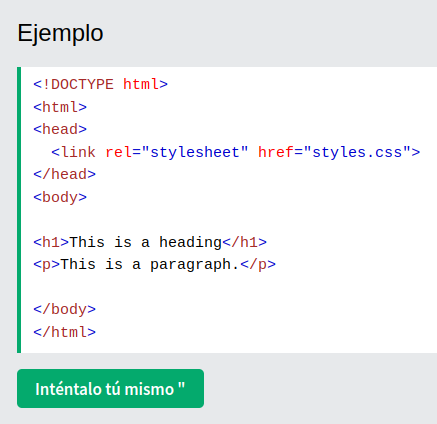 Ejemplo
<!DOCTYPE html>
<html>
<head>
  <link rel="stylesheet" href="styles.css">
</head>
<body>
<h1>This is a heading</h1>
<p>This is a paragraph.</p>
</body>
</html>
Inténtalo tú mismo "